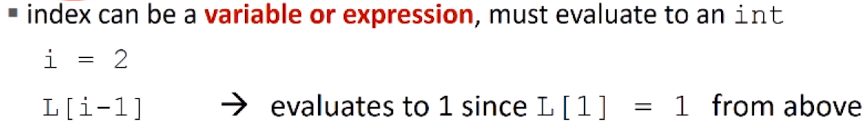 ▪ index can be a variable or expression, must evaluate to an int
i = 2
L[i-1] → evaluates to 1 since L[1] = 1 from above